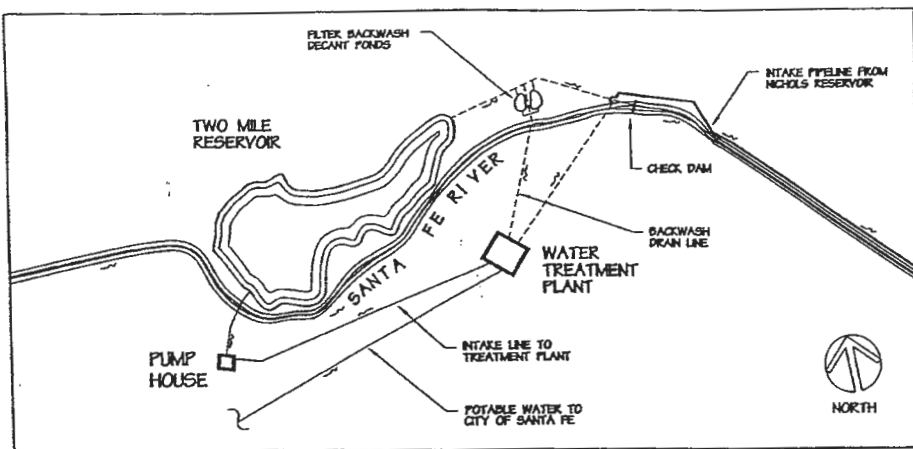 FILTER BACKWASH
DECANT PONDS
INTAKE PIPELINE FROM
NICHOLS RESERVOIR
TWO MILE
RESERVOIR
CHECK DAM
SANTA FE RIVER
BACKWASH
DRAIN LINE
WATER
TREATMENT
PLANT
INTAKE LINE TO
TREATMENT PLANT
PUMP
HOUSE
POTABLE WATER TO
CITY OF SANTA FE
NORTH